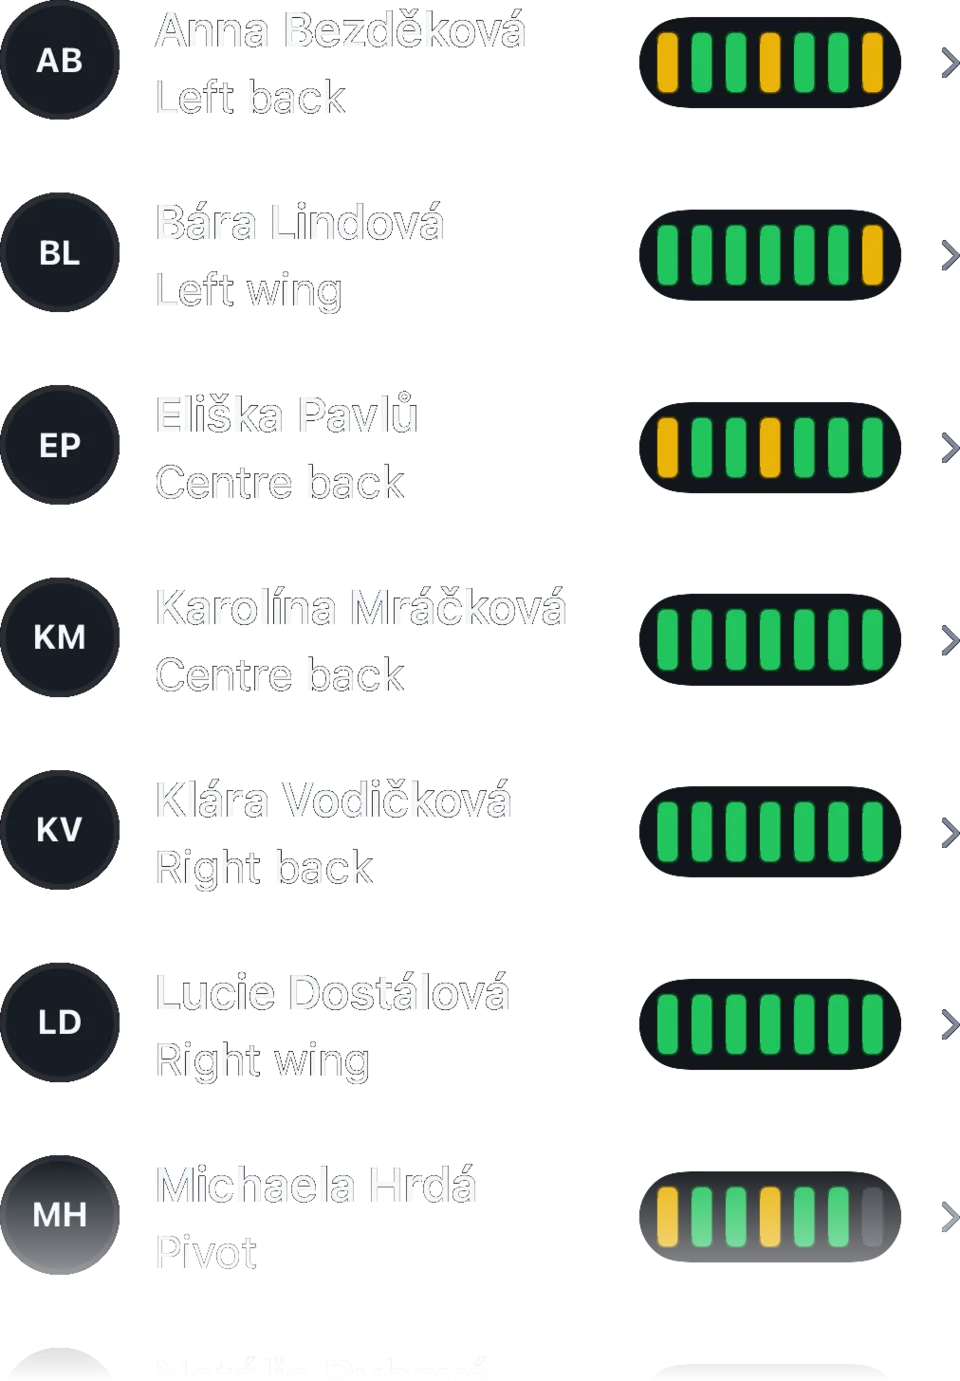 AB
Anna Bezděková
Left back
BL
Bára Lindová
Left wing
EP
Eliška Pavlů
Centre back
KM
Karolína Mráčková
Centre back
KV
Klára Vodičková
Right back
LD
Lucie Dostálová
Right wing
MH
Michaela Hrdá
Pivot